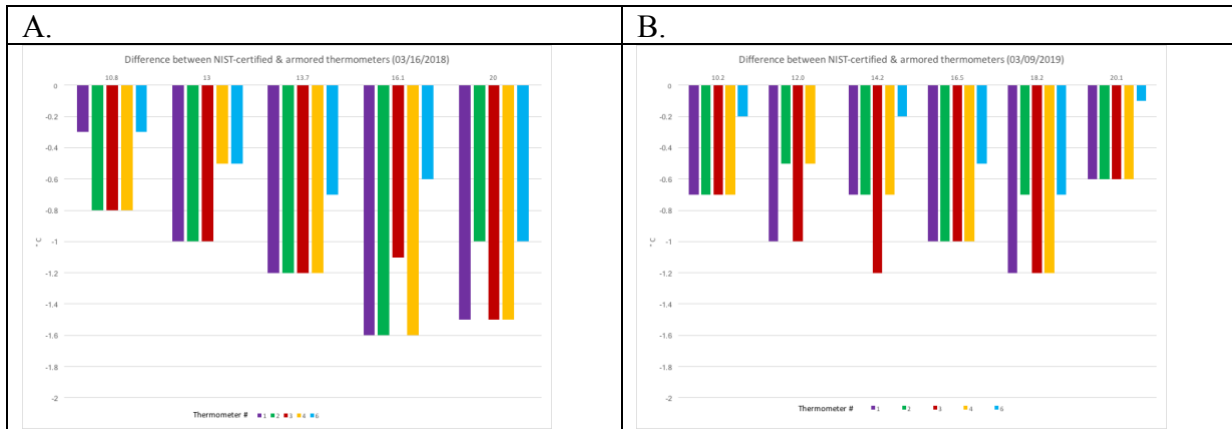 A.
B.
Difference between NIST-certified & armored thermometers (03/16/2018)
10.8 13 13.7 16.1 20
0
-0.2
-0.4
-0.6
-0.8
-1
-1.2
-1.4
-1.6
-1.8
-2
°C
Thermometer # 1 2 3 4 6
Difference between NIST-certified & armored thermometers (03/09/2019)
10.2 12.0 14.2 16.5 18.2 20.1
0
-0.2
-0.4
-0.6
-0.8
-1
-1.2
-1.4
-1.6
-1.8
-2
°C
Thermometer # 1 2 3 4 6